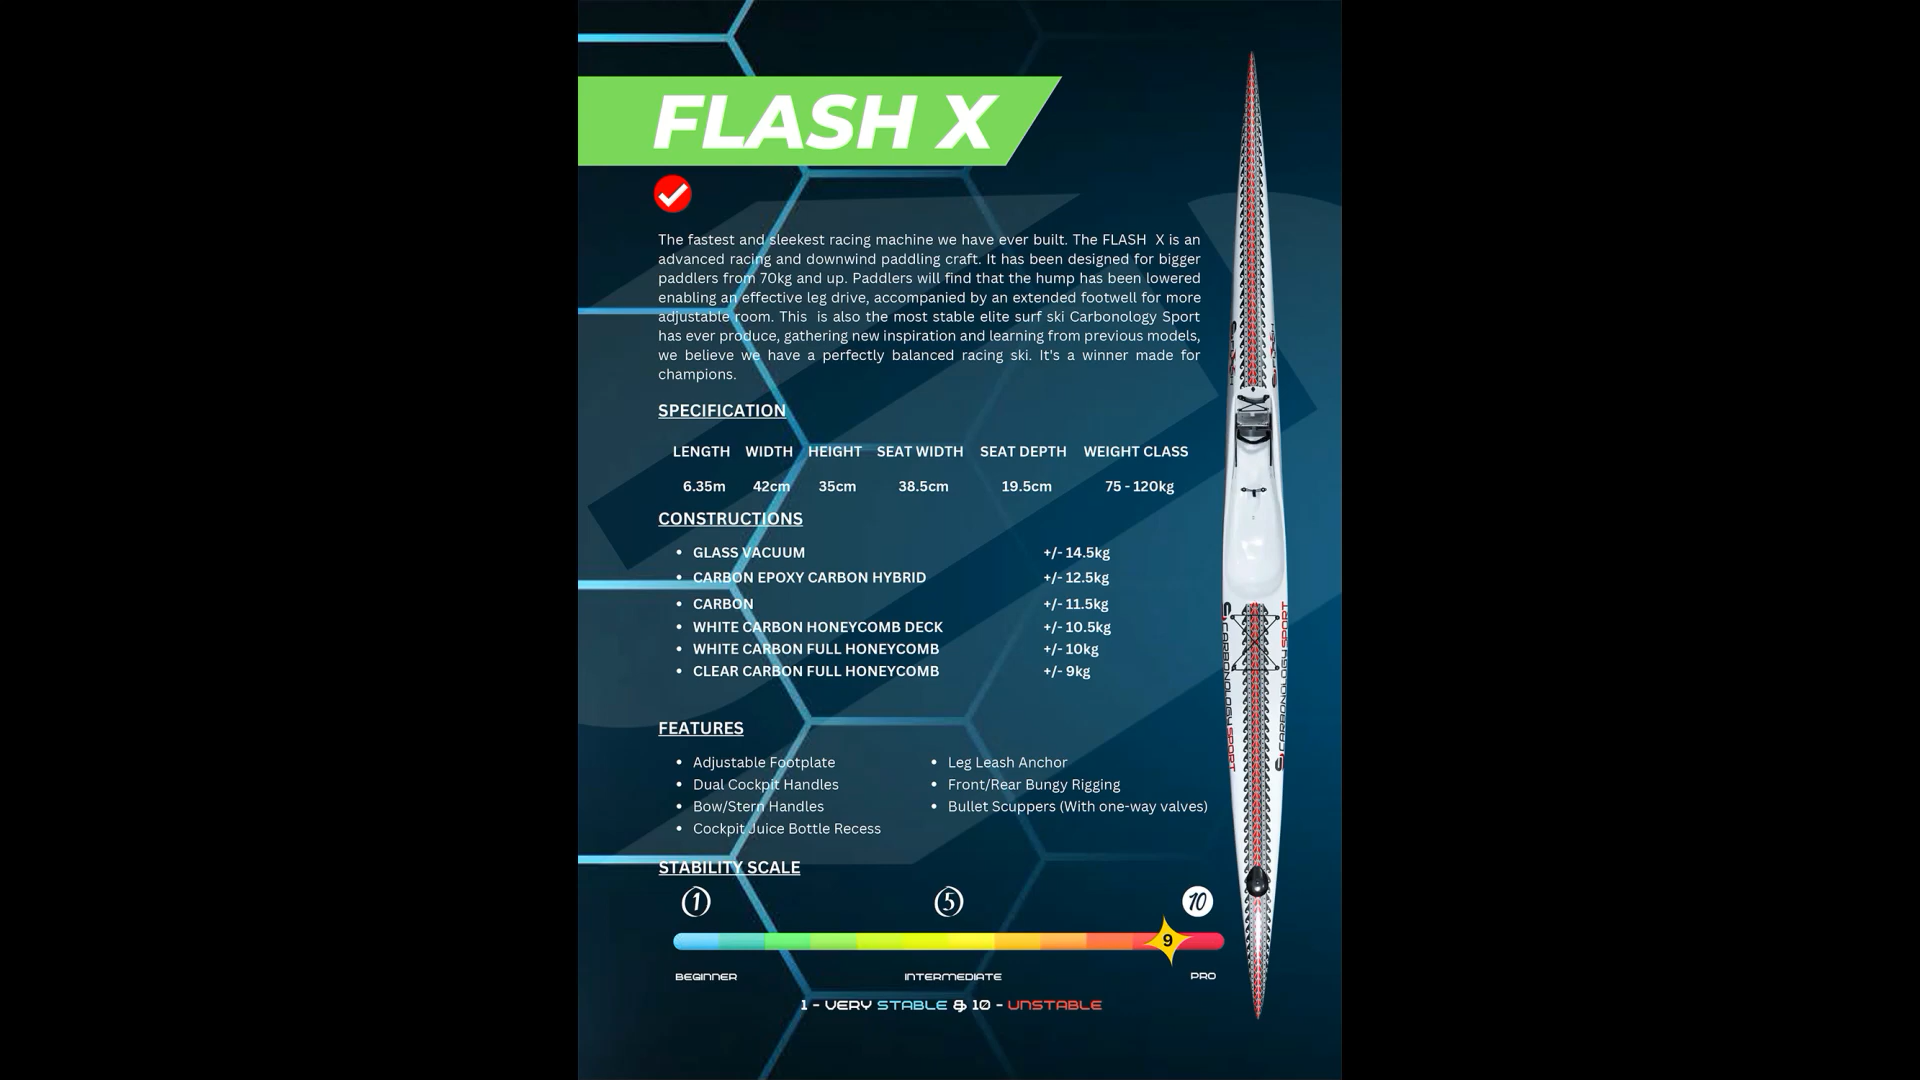 FLASH X
The fastest and sleekest racing machine we have ever built. The FLASH X is an
advanced racing and downwind paddling craft. It has been designed for bigger
paddlers from 70kg and up. Paddlers will find that the hump has been lowered
enabling an effective leg drive, accompanied by an extended footwell for more
adjustable room. This is also the most stable elite surf ski Carbonology Sport
has ever produce, gathering new inspiration and learning from previous models,
we believe we have a perfectly balanced racing ski. It's a winner made for
champions.
SPECIFICATION
LENGTH WIDTH HEIGHT SEAT WIDTH SEAT DEPTH WEIGHT CLASS
6.35m 42cm 35cm 38.5cm 19.5cm 75 - 120kg
CONSTRUCTIONS
• GLASS VACUUM +/- 14.5kg
• CARBON EPOXY CARBON HYBRID +/- 12.5kg
• CARBON +/- 11.5kg
• WHITE CARBON HONEYCOMB DECK +/- 10.5kg
• WHITE CARBON FULL HONEYCOMB +/- 10kg
• CLEAR CARBON FULL HONEYCOMB +/- 9kg
FEATURES
• Adjustable Footplate
• Dual Cockpit Handles
• Bow/Stern Handles
• Cockpit Juice Bottle Recess
• Leg Leash Anchor
• Front/Rear Bungy Rigging
• Bullet Scuppers (With one-way valves)
STABILITY SCALE
1 5 10
9
BEGINNER INTERMEDIATE PRO
1 - VERY STABLE & 10 - UNSTABLE
CARBONOLOGY SPORT
CARBONOLOGY SPORT